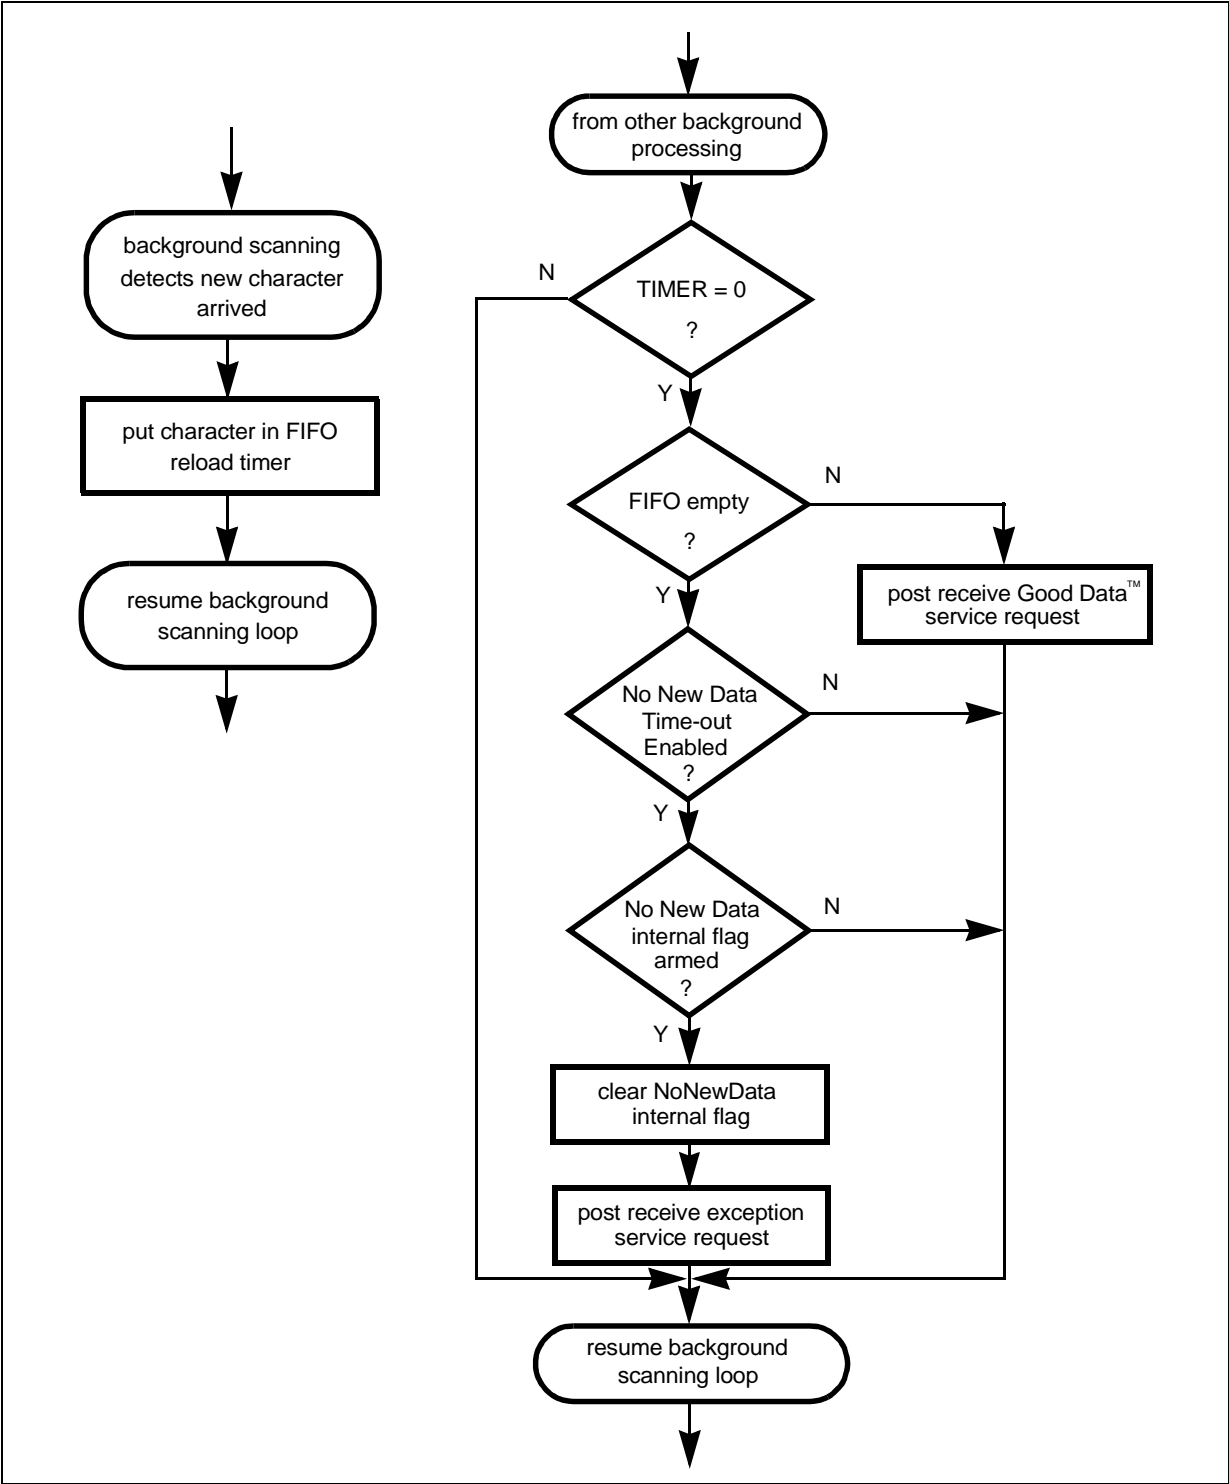 background scanning
detects new character
arrived
put character in FIFO
reload timer
resume background
scanning loop
from other background
processing
N
TIMER = 0
?
Y
N
FIFO empty
?
Y
post receive Good Data™
service request
N
No New Data
Time-out
Enabled
?
Y
N
No New Data
internal flag
armed
?
Y
clear NoNewData
internal flag
post receive exception
service request
resume background
scanning loop